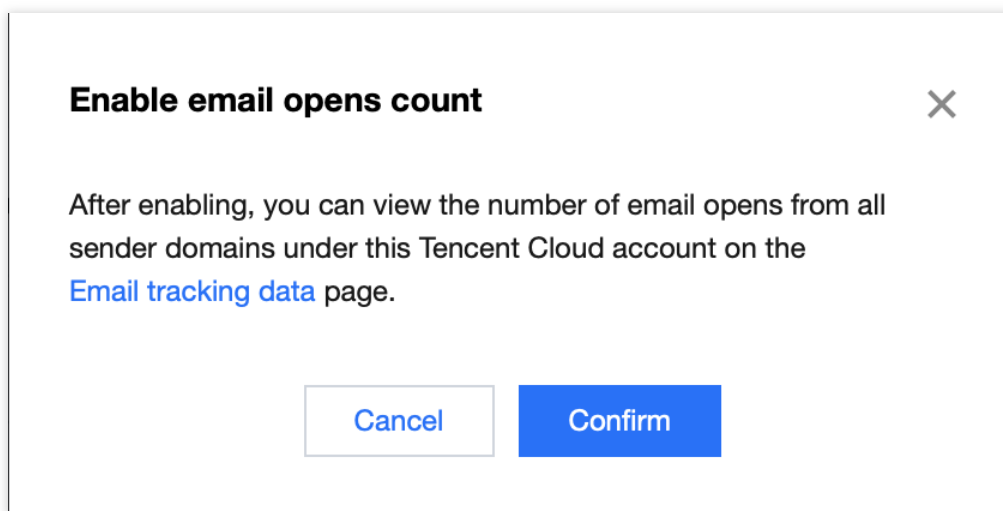 Enable email opens count
After enabling, you can view the number of email opens from all
sender domains under this Tencent Cloud account on the
Email tracking data page.
Cancel
Confirm